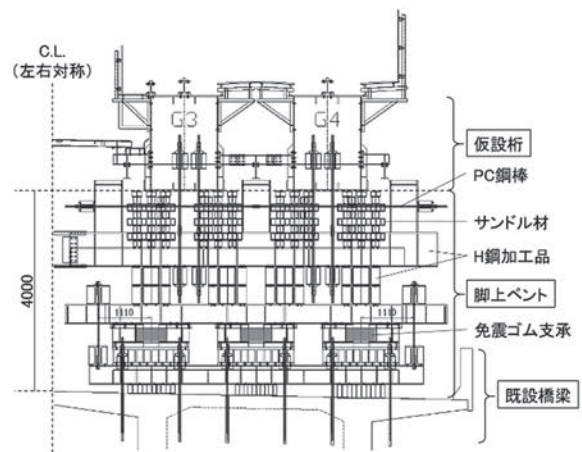 C.L.
(左右対称)
G3
G4
仮設桁
PC鋼棒
サンドル材
H鋼加工品
4000
脚上ベント
1110
1110
免震ゴム支承
既設橋梁